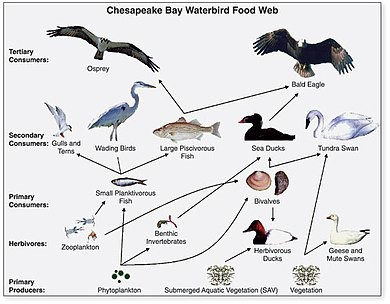 Chesapeake Bay Waterbird Food Web
Tertiary
Consumers:
Osprey
Bald Eagle
Secondary
Consumers:
Gulls and
Terns
Wading Birds
Large Piscivorous
Fish
Sea Ducks
Tundra Swan
Primary
Consumers:
Small Planktivorous
Fish
Bivalves
Herbivores:
Zooplankton
Benthic
Invertebrates
Herbivorous
Ducks
Geese and
Mute Swans
Primary
Producers:
Phytoplankton
Submerged Aquatic Vegetation (SAV)
Vegetation